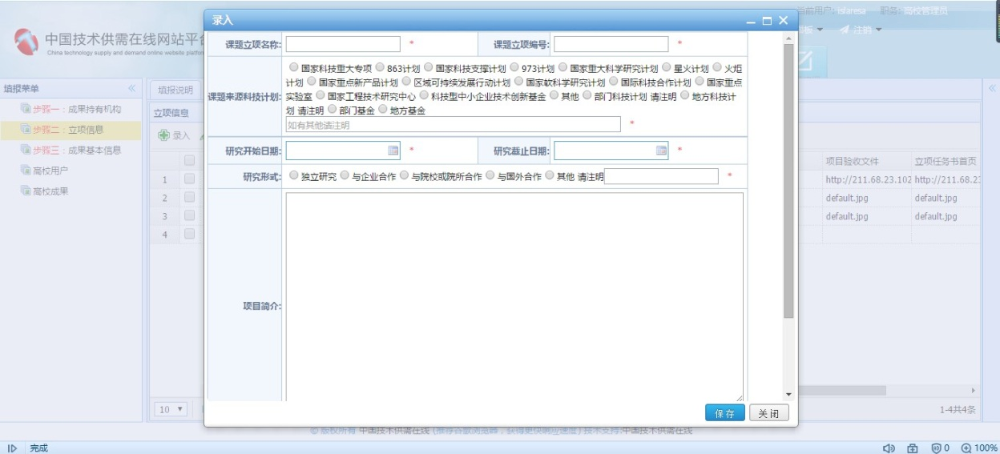 录入
当前用户: islaresa 职务: 高校管理员
注销
中国技术供需在线网站平台
China technology supply and demand online website platform
填报菜单
步骤一：成果持有机构
步骤二：立项信息
步骤三：成果基本信息
高校用户
高校成果
填报说明
立项信息
录入
1
2
3
4
10
课题立项名称: *
课题立项编号: *
课题来源科技计划:
国家科技重大专项 863计划 国家科技支撑计划 973计划 国家重大科学研究计划 星火计划 火炬
计划 国家重点新产品计划 区域可持续发展行动计划 国家软科学研究计划 国际科技合作计划 国家重点
实验室 国家工程技术研究中心 科技型中小企业技术创新基金 其他 部门科技计划 请注明 地方科技计
划 请注明 部门基金 地方基金
如有其他请注明 *
研究开始日期: *
研究截止日期: *
研究形式: 独立研究 与企业合作 与院校或院所合作 与国外合作 其他 请注明 *
项目简介:
保存 关闭
项目验收文件 立项任务书首页
http://211.68.23.102 http://211.68.23
default.jpg default.jpg
default.jpg default.jpg
1-4共4条
© 版权所有 中国技术供需在线 (推荐谷歌浏览器，获得更快响应速度) 技术支持:中国技术供需在线
完成
0
100%